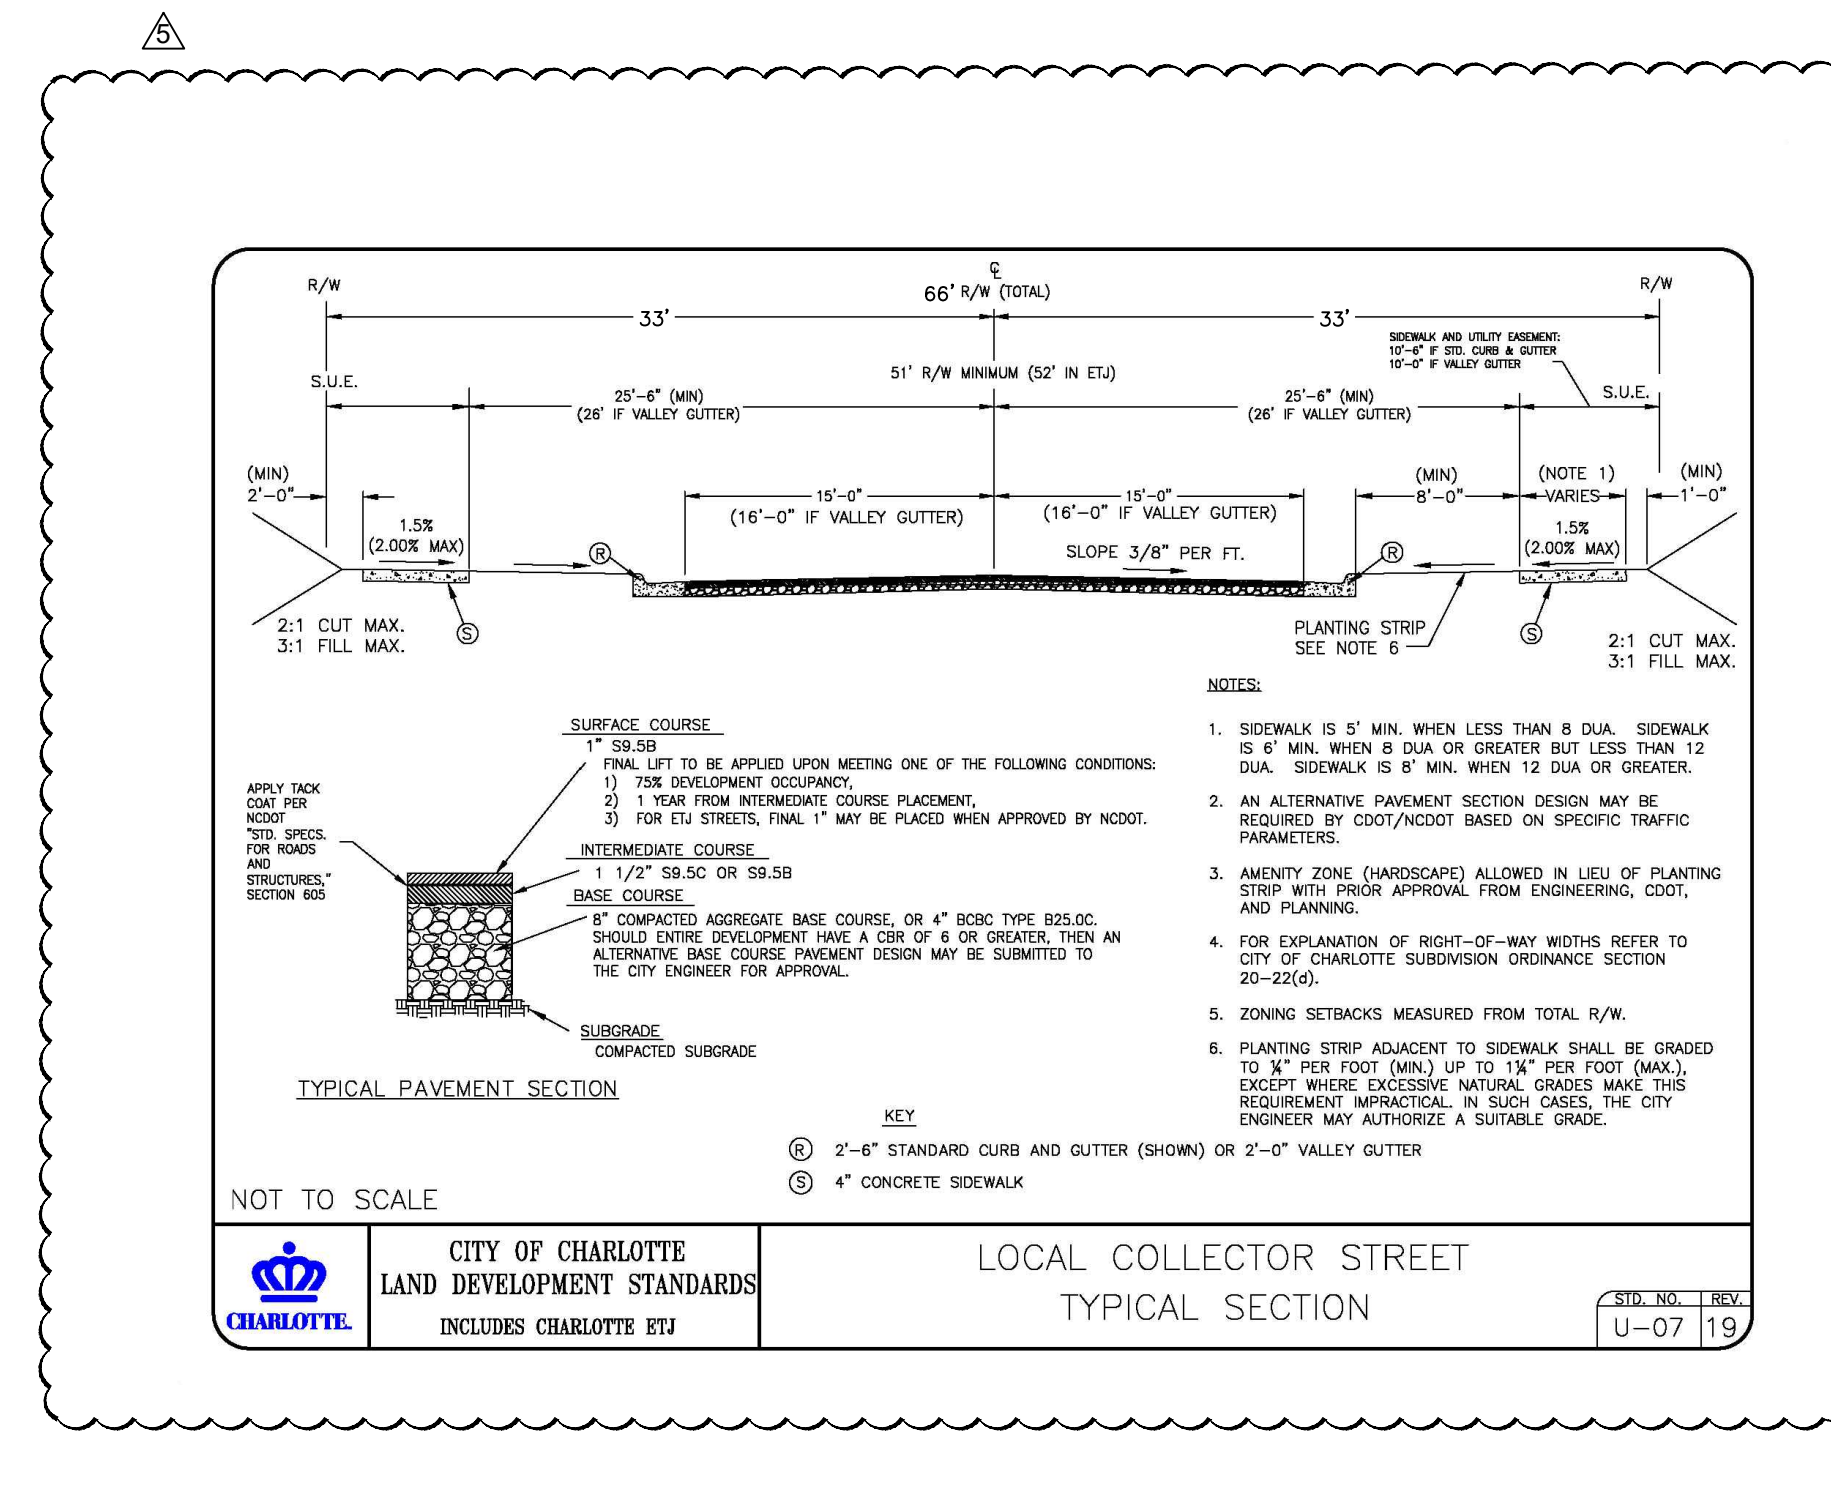 5
R/W
℄
66' R/W (TOTAL)
R/W
33'
33'
SIDEWALK AND UTILITY EASEMENT:
10'-6" IF STD. CURB & GUTTER
10'-0" IF VALLEY GUTTER
51' R/W MINIMUM (52' IN ETJ)
S.U.E.
25'-6" (MIN)
(26' IF VALLEY GUTTER)
25'-6" (MIN)
(26' IF VALLEY GUTTER)
S.U.E.
(MIN)
2'-0"
15'-0"
(16'-0" IF VALLEY GUTTER)
15'-0"
(16'-0" IF VALLEY GUTTER)
(MIN)
8'-0"
(NOTE 1)
VARIES
(MIN)
1'-0"
1.5%
(2.00% MAX)
R
SLOPE 3/8" PER FT.
R
1.5%
(2.00% MAX)
2:1 CUT MAX.
3:1 FILL MAX.
S
PLANTING STRIP
SEE NOTE 6
S
2:1 CUT MAX.
3:1 FILL MAX.
SURFACE COURSE
1" S9.5B
FINAL LIFT TO BE APPLIED UPON MEETING ONE OF THE FOLLOWING CONDITIONS:
1) 75% DEVELOPMENT OCCUPANCY,
2) 1 YEAR FROM INTERMEDIATE COURSE PLACEMENT,
3) FOR ETJ STREETS, FINAL 1" MAY BE PLACED WHEN APPROVED BY NCDOT.
APPLY TACK
COAT PER
NCDOT
"STD. SPECS.
FOR ROADS
AND
STRUCTURES,"
SECTION 605
INTERMEDIATE COURSE
1 1/2" S9.5C OR S9.5B
BASE COURSE
8" COMPACTED AGGREGATE BASE COURSE, OR 4" BCBC TYPE B25.0C.
SHOULD ENTIRE DEVELOPMENT HAVE A CBR OF 6 OR GREATER, THEN AN
ALTERNATIVE BASE COURSE PAVEMENT DESIGN MAY BE SUBMITTED TO
THE CITY ENGINEER FOR APPROVAL.
SUBGRADE
COMPACTED SUBGRADE
TYPICAL PAVEMENT SECTION
NOTES:
1. SIDEWALK IS 5' MIN. WHEN LESS THAN 8 DUA. SIDEWALK
IS 6' MIN. WHEN 8 DUA OR GREATER BUT LESS THAN 12
DUA. SIDEWALK IS 8' MIN. WHEN 12 DUA OR GREATER.
2. AN ALTERNATIVE PAVEMENT SECTION DESIGN MAY BE
REQUIRED BY CDOT/NCDOT BASED ON SPECIFIC TRAFFIC
PARAMETERS.
3. AMENITY ZONE (HARDSCAPE) ALLOWED IN LIEU OF PLANTING
STRIP WITH PRIOR APPROVAL FROM ENGINEERING, CDOT,
AND PLANNING.
4. FOR EXPLANATION OF RIGHT-OF-WAY WIDTHS REFER TO
CITY OF CHARLOTTE SUBDIVISION ORDINANCE SECTION
20-22(d).
5. ZONING SETBACKS MEASURED FROM TOTAL R/W.
6. PLANTING STRIP ADJACENT TO SIDEWALK SHALL BE GRADED
TO ¼" PER FOOT (MIN.) UP TO 1¼" PER FOOT (MAX.),
EXCEPT WHERE EXCESSIVE NATURAL GRADES MAKE THIS
REQUIREMENT IMPRACTICAL. IN SUCH CASES, THE CITY
ENGINEER MAY AUTHORIZE A SUITABLE GRADE.
KEY
R 2'-6" STANDARD CURB AND GUTTER (SHOWN) OR 2'-0" VALLEY GUTTER
S 4" CONCRETE SIDEWALK
NOT TO SCALE
CHARLOTTE.
CITY OF CHARLOTTE
LAND DEVELOPMENT STANDARDS
INCLUDES CHARLOTTE ETJ
LOCAL COLLECTOR STREET
TYPICAL SECTION
STD. NO. REV.
U-07 19